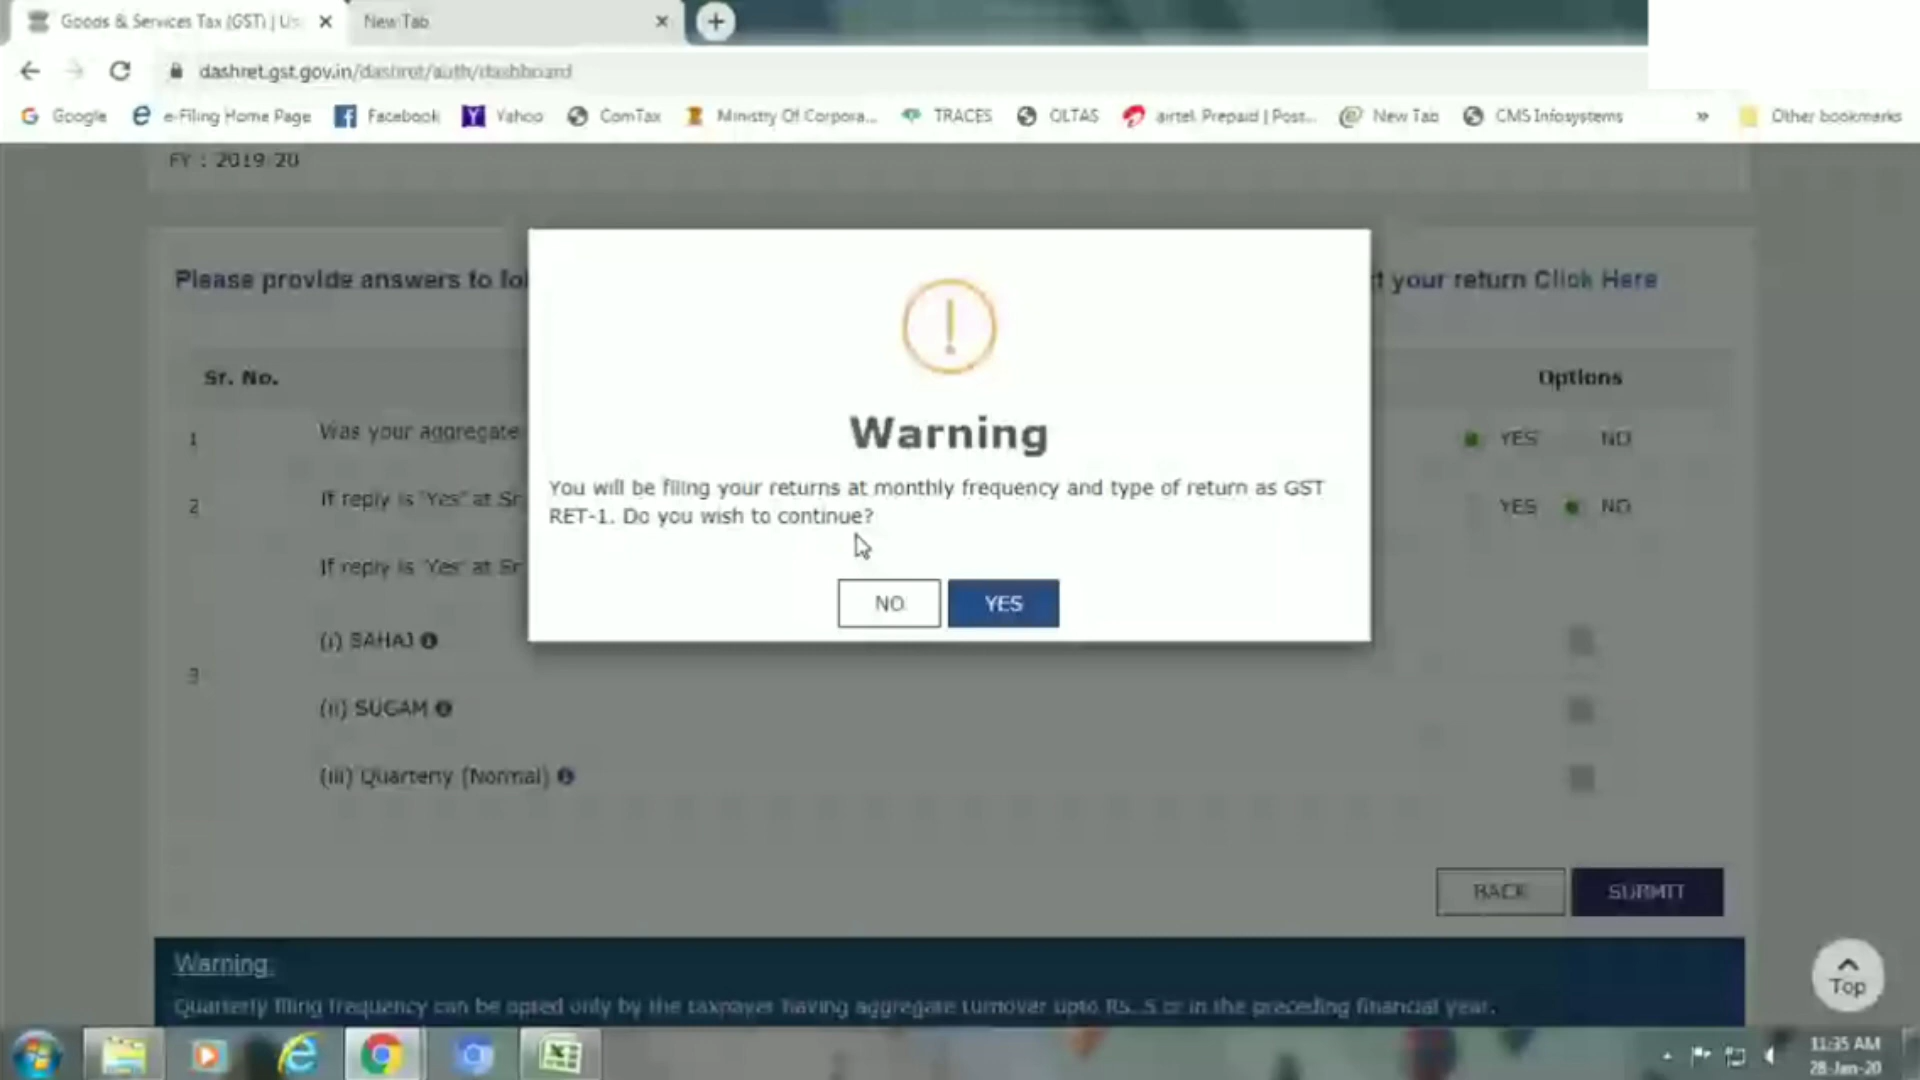 Goods & Services Tax (GST) | Us
New Tab
dashret.gst.gov.in/dashret/auth/dashboard
Google e-Filing Home Page Facebook Yahoo ComTax Ministry Of Corpora... TRACES OLTAS airtel Prepaid | Post... New Tab CMS Infosystems » Other bookmarks
FY : 2019-20
Please provide answers to fol
your return Click Here
Sr. No.
Options
1 Was your aggregate YES NO
2 If reply is 'Yes' at Sr YES NO
If reply is 'Yes' at Sr
(i) SAHAJ
3
(ii) SUGAM
(iii) Quarterly (Normal)
Warning
You will be filing your returns at monthly frequency and type of return as GST
RET-1. Do you wish to continue?
NO YES
BACK SUBMIT
Warning:
Quarterly filing frequency can be opted only by the taxpayer having aggregate turnover upto Rs. 5 cr in the preceding financial year.
Top
11:35 AM
28-Jan-20